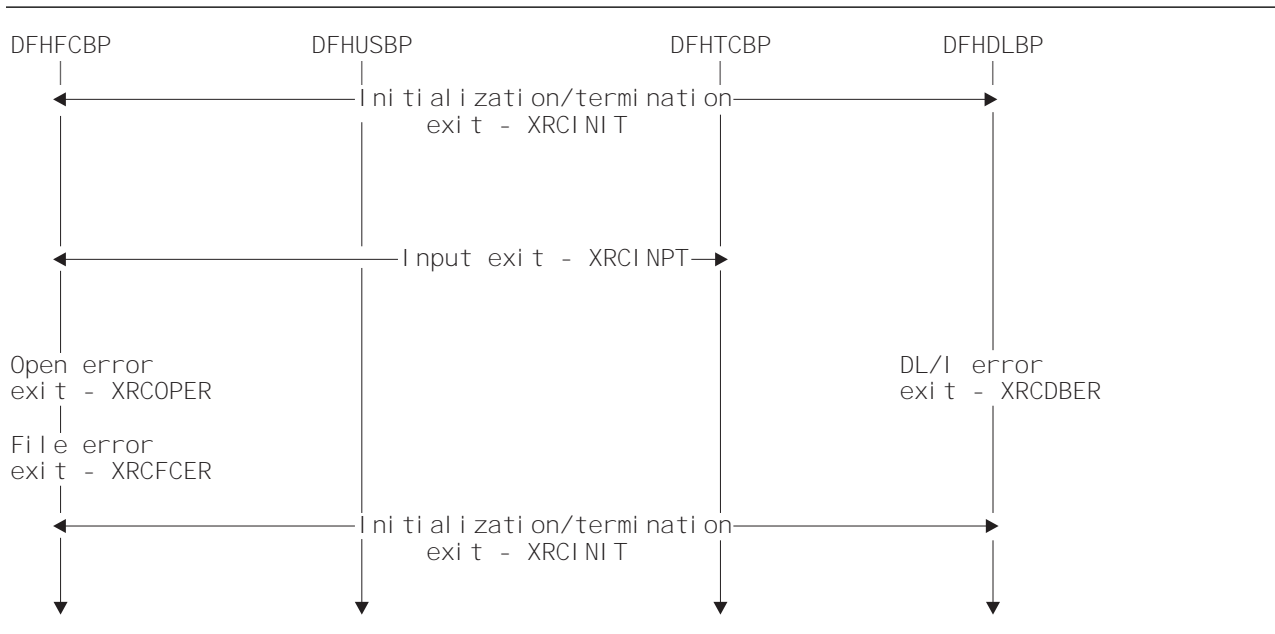 DFHFCBP DFHUSBP DFHTCBP DFHDLBP
Initialization/termination
exit - XRCINIT
Input exit - XRCINPT
Open error
exit - XRCOPER
DL/I error
exit - XRCDBER
File error
exit - XRCFCER
Initialization/termination
exit - XRCINIT